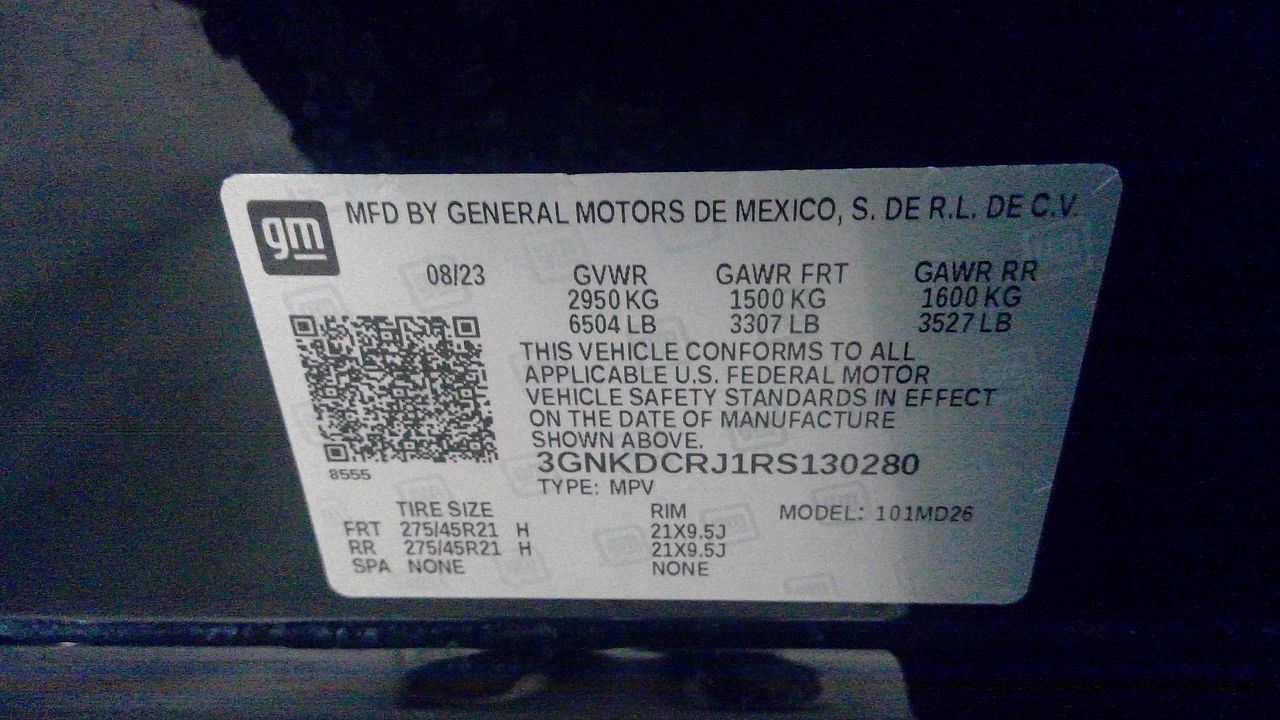 gm
MFD BY GENERAL MOTORS DE MEXICO, S. DE R.L. DE C.V.
08/23 GVWR GAWR FRT GAWR RR
2950 KG 1500 KG 1600 KG
6504 LB 3307 LB 3527 LB
THIS VEHICLE CONFORMS TO ALL
APPLICABLE U.S. FEDERAL MOTOR
VEHICLE SAFETY STANDARDS IN EFFECT
ON THE DATE OF MANUFACTURE
SHOWN ABOVE.
3GNKDCRJ1RS130280
8555
TYPE: MPV
TIRE SIZE RIM MODEL: 101MD26
FRT 275/45R21 H 21X9.5J
RR 275/45R21 H 21X9.5J
SPA NONE NONE